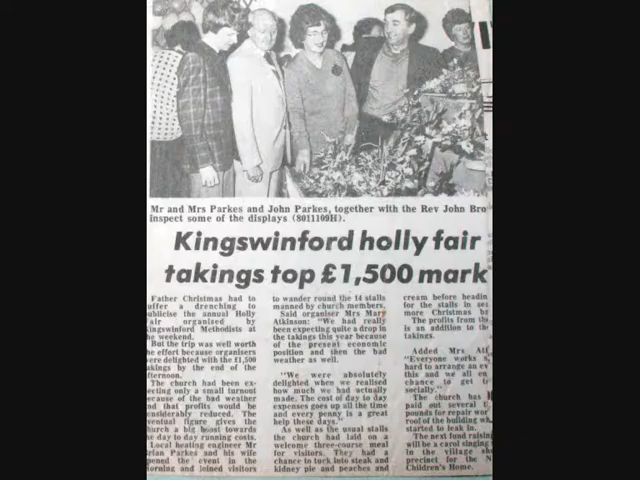 Mr and Mrs Parkes and John Parkes, together with the Rev John Bro
inspect some of the displays (8011109H).
Kingswinford holly fair
takings top £1,500 mark
Father Christmas had to
suffer a drenching to
publicise the annual Holly
Fair organised by
Kingswinford Methodists at
the weekend.
But the trip was well worth
the effort because organisers
were delighted with the £1,500
takings by the end of the
afternoon.
The church had been ex-
pecting only a small turnout
because of the bad weather
and that profits would be
considerably reduced. The
eventual figure gives the
church a big boost towards
the day to day running costs.
Local heating engineer Mr
Brian Parkes and his wife
opened the event in the
morning and joined visitors
to wander round the 14 stalls
manned by church members.
Said organiser Mrs Mary
Atkinson: "We had really
been expecting quite a drop in
the takings this year because
of the present economic
position and then the bad
weather as well.
"We were absolutely
delighted when we realised
how much we had actually
made. The cost of day to day
expenses goes up all the time
and every penny is a great
help these days."
As well as the usual stalls
the church had laid on a
welcome three-course meal
for visitors. They had a
chance to tuck into steak and
kidney pie and peaches and
cream before headin
for the stalls in sea
more Christmas b
The profits from th
is an addition to th
takings.
Added Mrs Atk
"Everyone works s
hard to arrange an ev
this and we all en
chance to get t
socially."
The church has
paid out several
pounds for repair wor
roof of the building wh
started to leak in.
The next fund raising
will be a carol singing
in the village sh
precinct for the N
Children's Home.